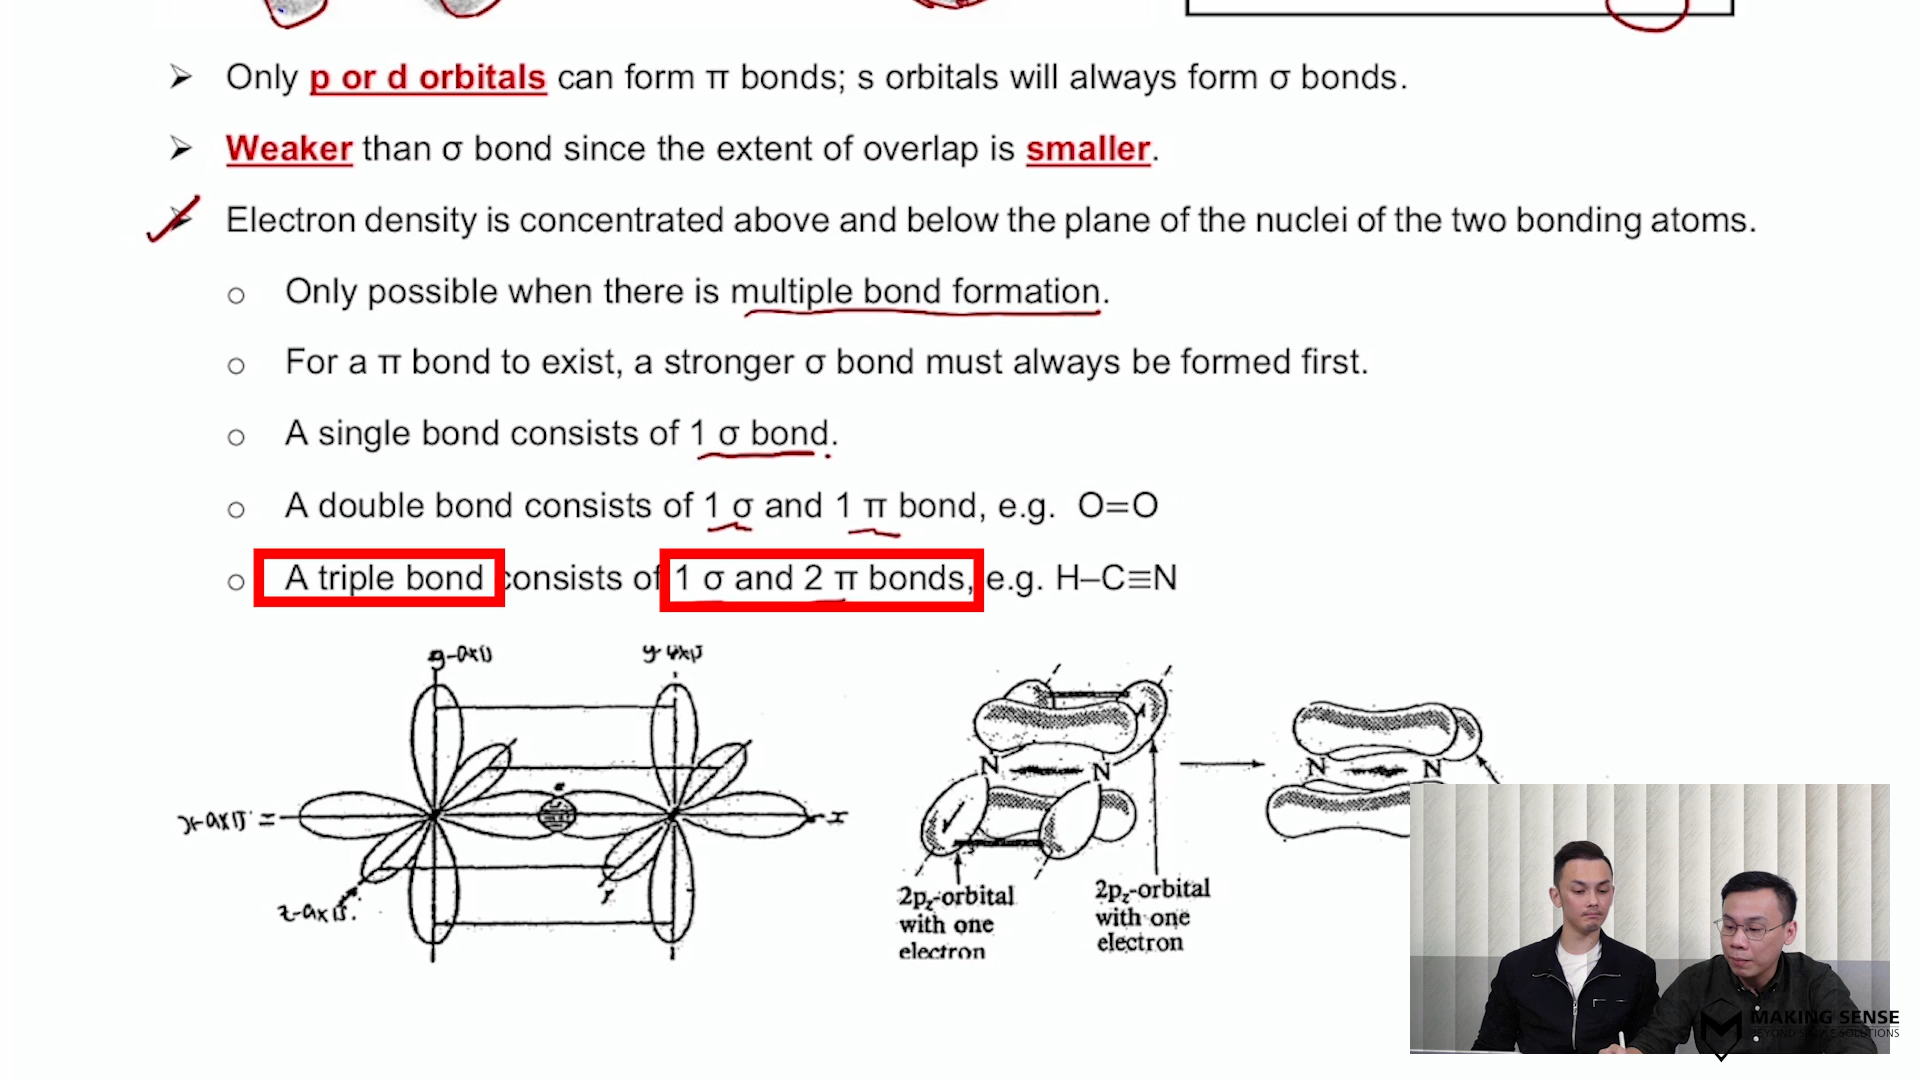 ➢ Only p or d orbitals can form π bonds; s orbitals will always form σ bonds.
➢ Weaker than σ bond since the extent of overlap is smaller.
➢ Electron density is concentrated above and below the plane of the nuclei of the two bonding atoms.
o Only possible when there is multiple bond formation.
o For a π bond to exist, a stronger σ bond must always be formed first.
o A single bond consists of 1 σ bond.
o A double bond consists of 1 σ and 1 π bond, e.g. O=O
o A triple bond consists of 1 σ and 2 π bonds, e.g. H–C≡N
y-axis
y-axis
x-axis
x
z-axis
N N
N N
2pz-orbital
with one
electron
2pz-orbital
with one
electron
MAKING SENSE